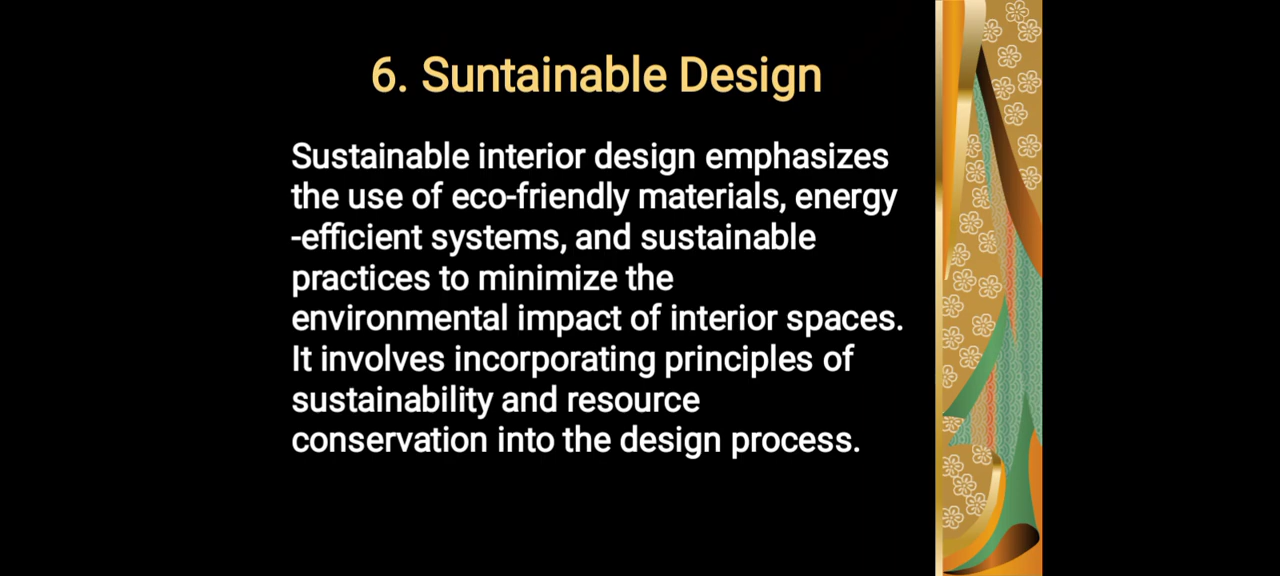 6. Suntainable Design
Sustainable interior design emphasizes
the use of eco-friendly materials, energy
-efficient systems, and sustainable
practices to minimize the
environmental impact of interior spaces.
It involves incorporating principles of
sustainability and resource
conservation into the design process.